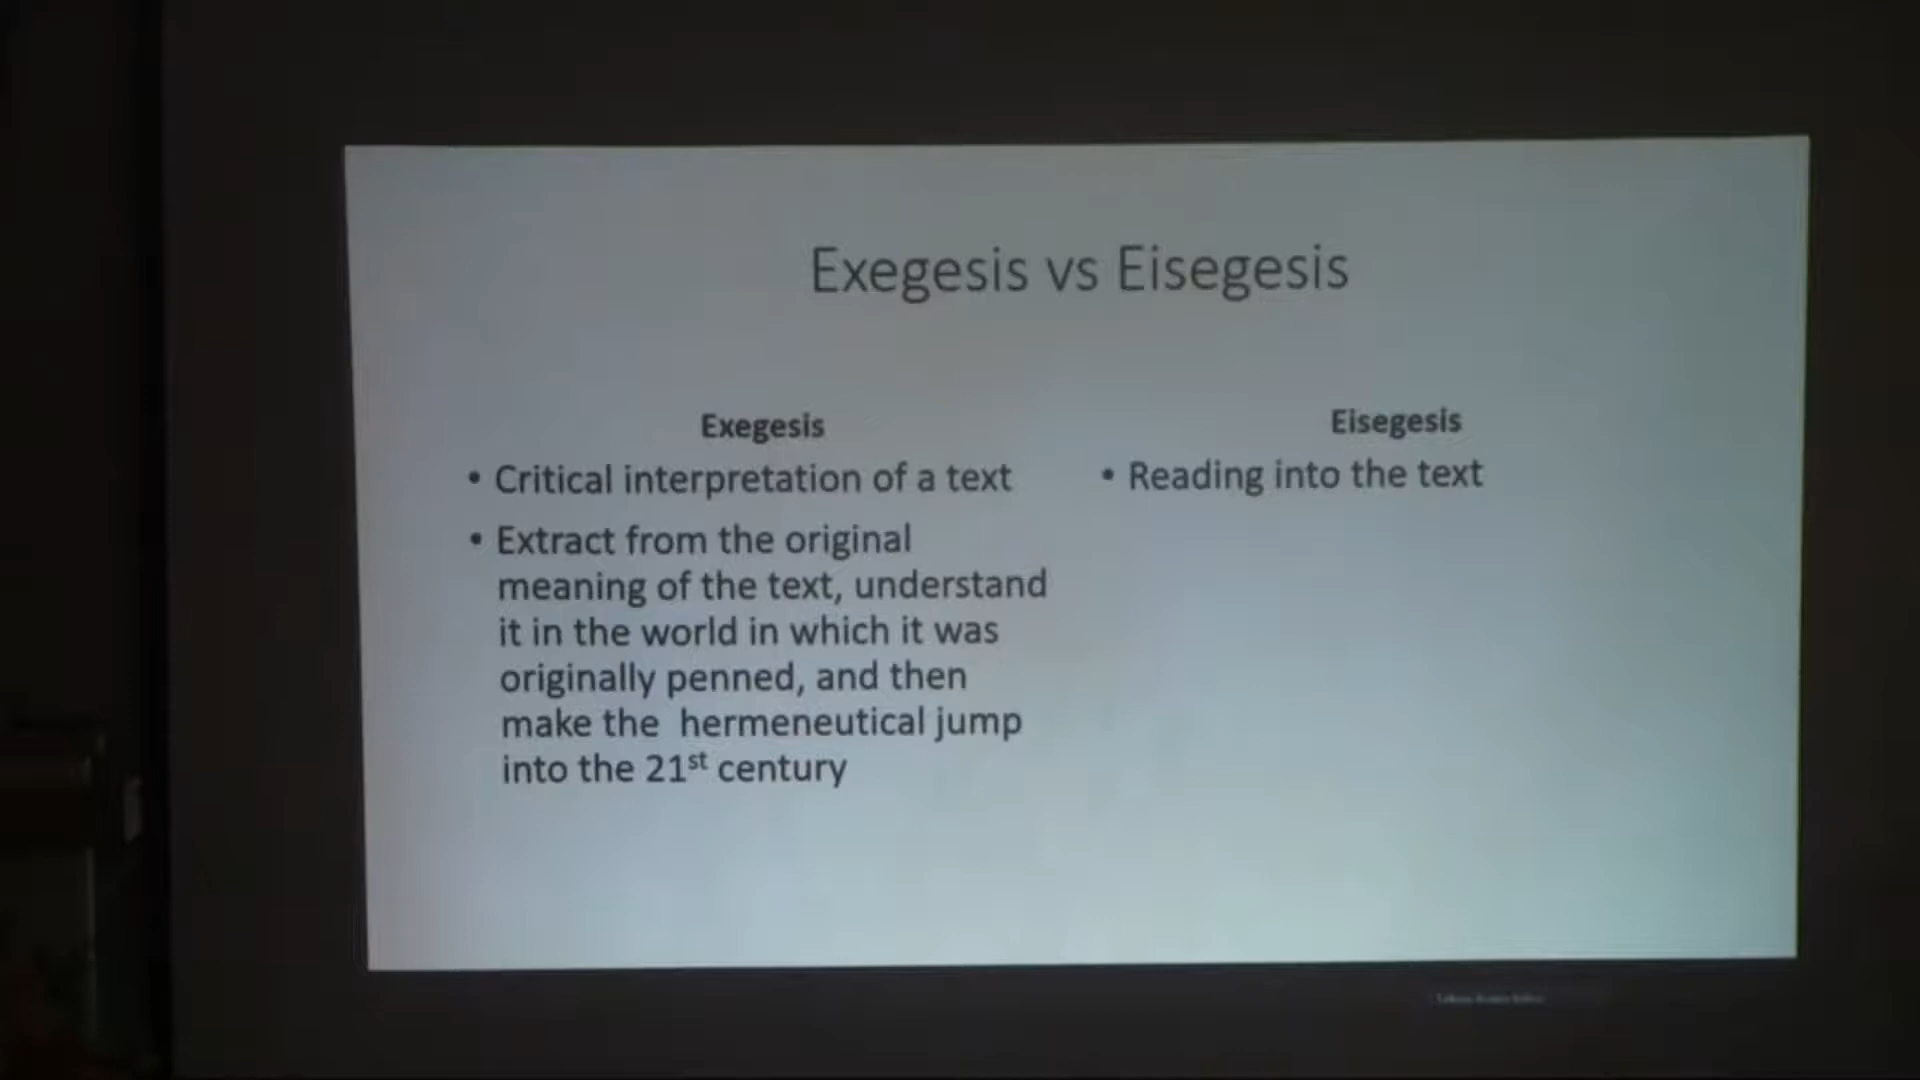 Exegesis vs Eisegesis
Exegesis
• Critical interpretation of a text
• Extract from the original
meaning of the text, understand
it in the world in which it was
originally penned, and then
make the  hermeneutical jump
into the 21st century
Eisegesis
• Reading into the text